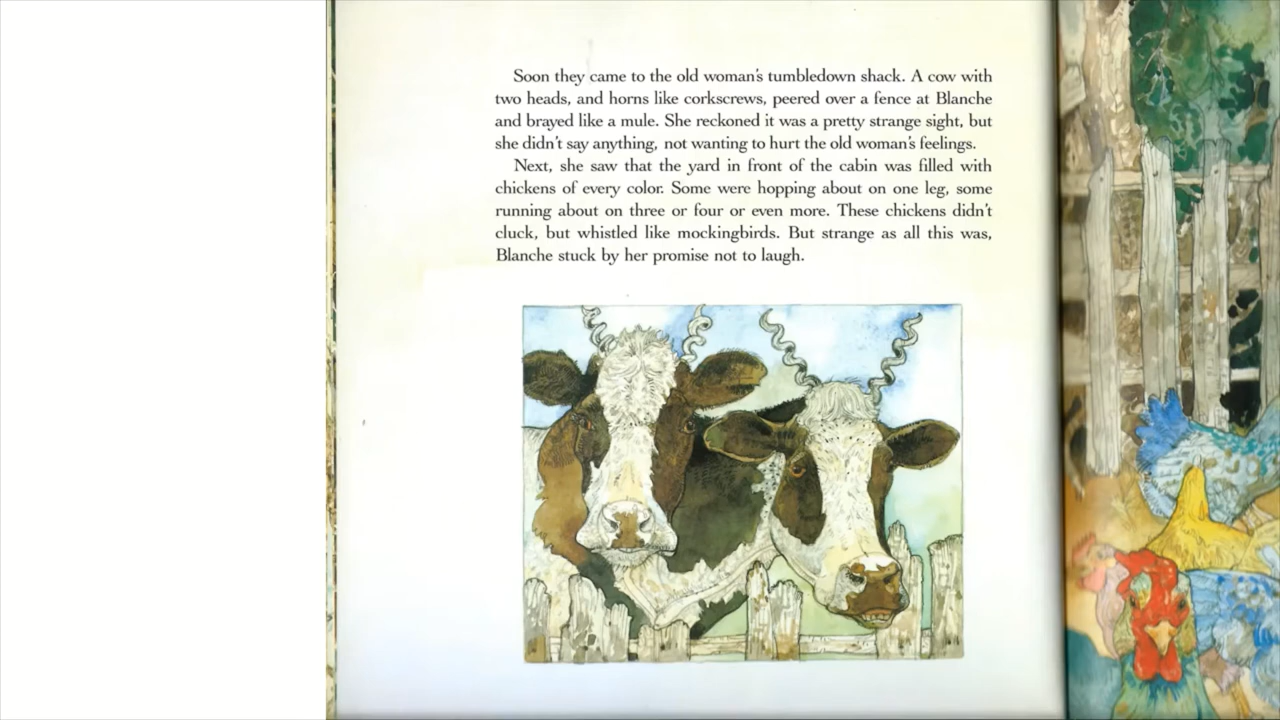 Soon they came to the old woman's tumbledown shack. A cow with
two heads, and horns like corkscrews, peered over a fence at Blanche
and brayed like a mule. She reckoned it was a pretty strange sight, but
she didn't say anything, not wanting to hurt the old woman's feelings.
Next, she saw that the yard in front of the cabin was filled with
chickens of every color. Some were hopping about on one leg, some
running about on three or four or even more. These chickens didn't
cluck, but whistled like mockingbirds. But strange as all this was,
Blanche stuck by her promise not to laugh.